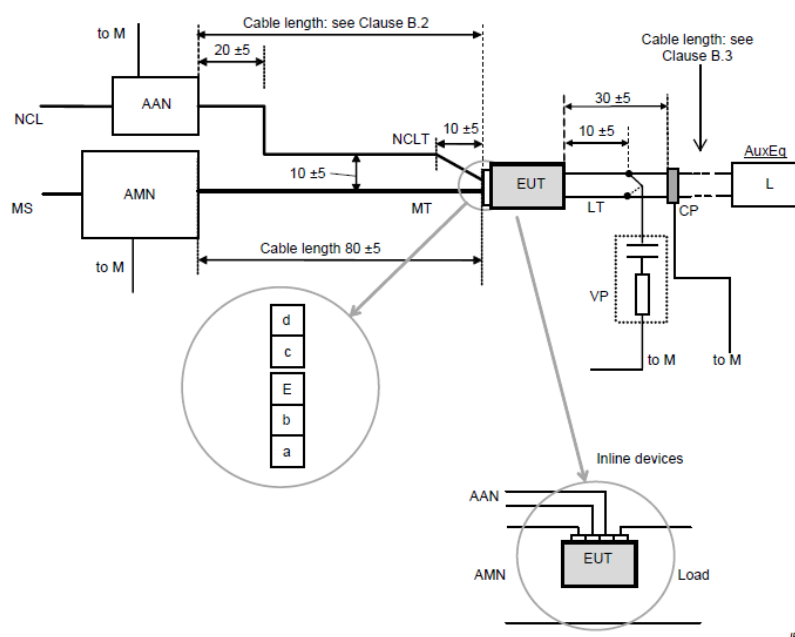 to M
Cable length: see Clause B.2
20 ±5
Cable length: see
Clause B.3
AAN
NCL
NCLT
10 ±5
30 ±5
10 ±5
AuxEq
10 ±5
EUT
L
AMN
MS
MT
LT
CP
to M
Cable length 80 ±5
VP
d
c
E
b
a
to M
to M
Inline devices
AAN
EUT
AMN
Load